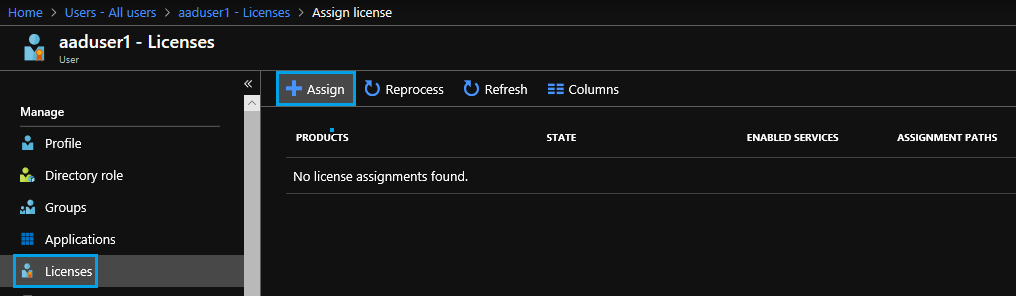 Home > Users - All users > aaduser1 - Licenses > Assign license
aaduser1 - Licenses
User
«
Assign Reprocess Refresh Columns
Manage
PRODUCTS STATE ENABLED SERVICES ASSIGNMENT PATHS
Profile
No license assignments found.
Directory role
Groups
Applications
Licenses